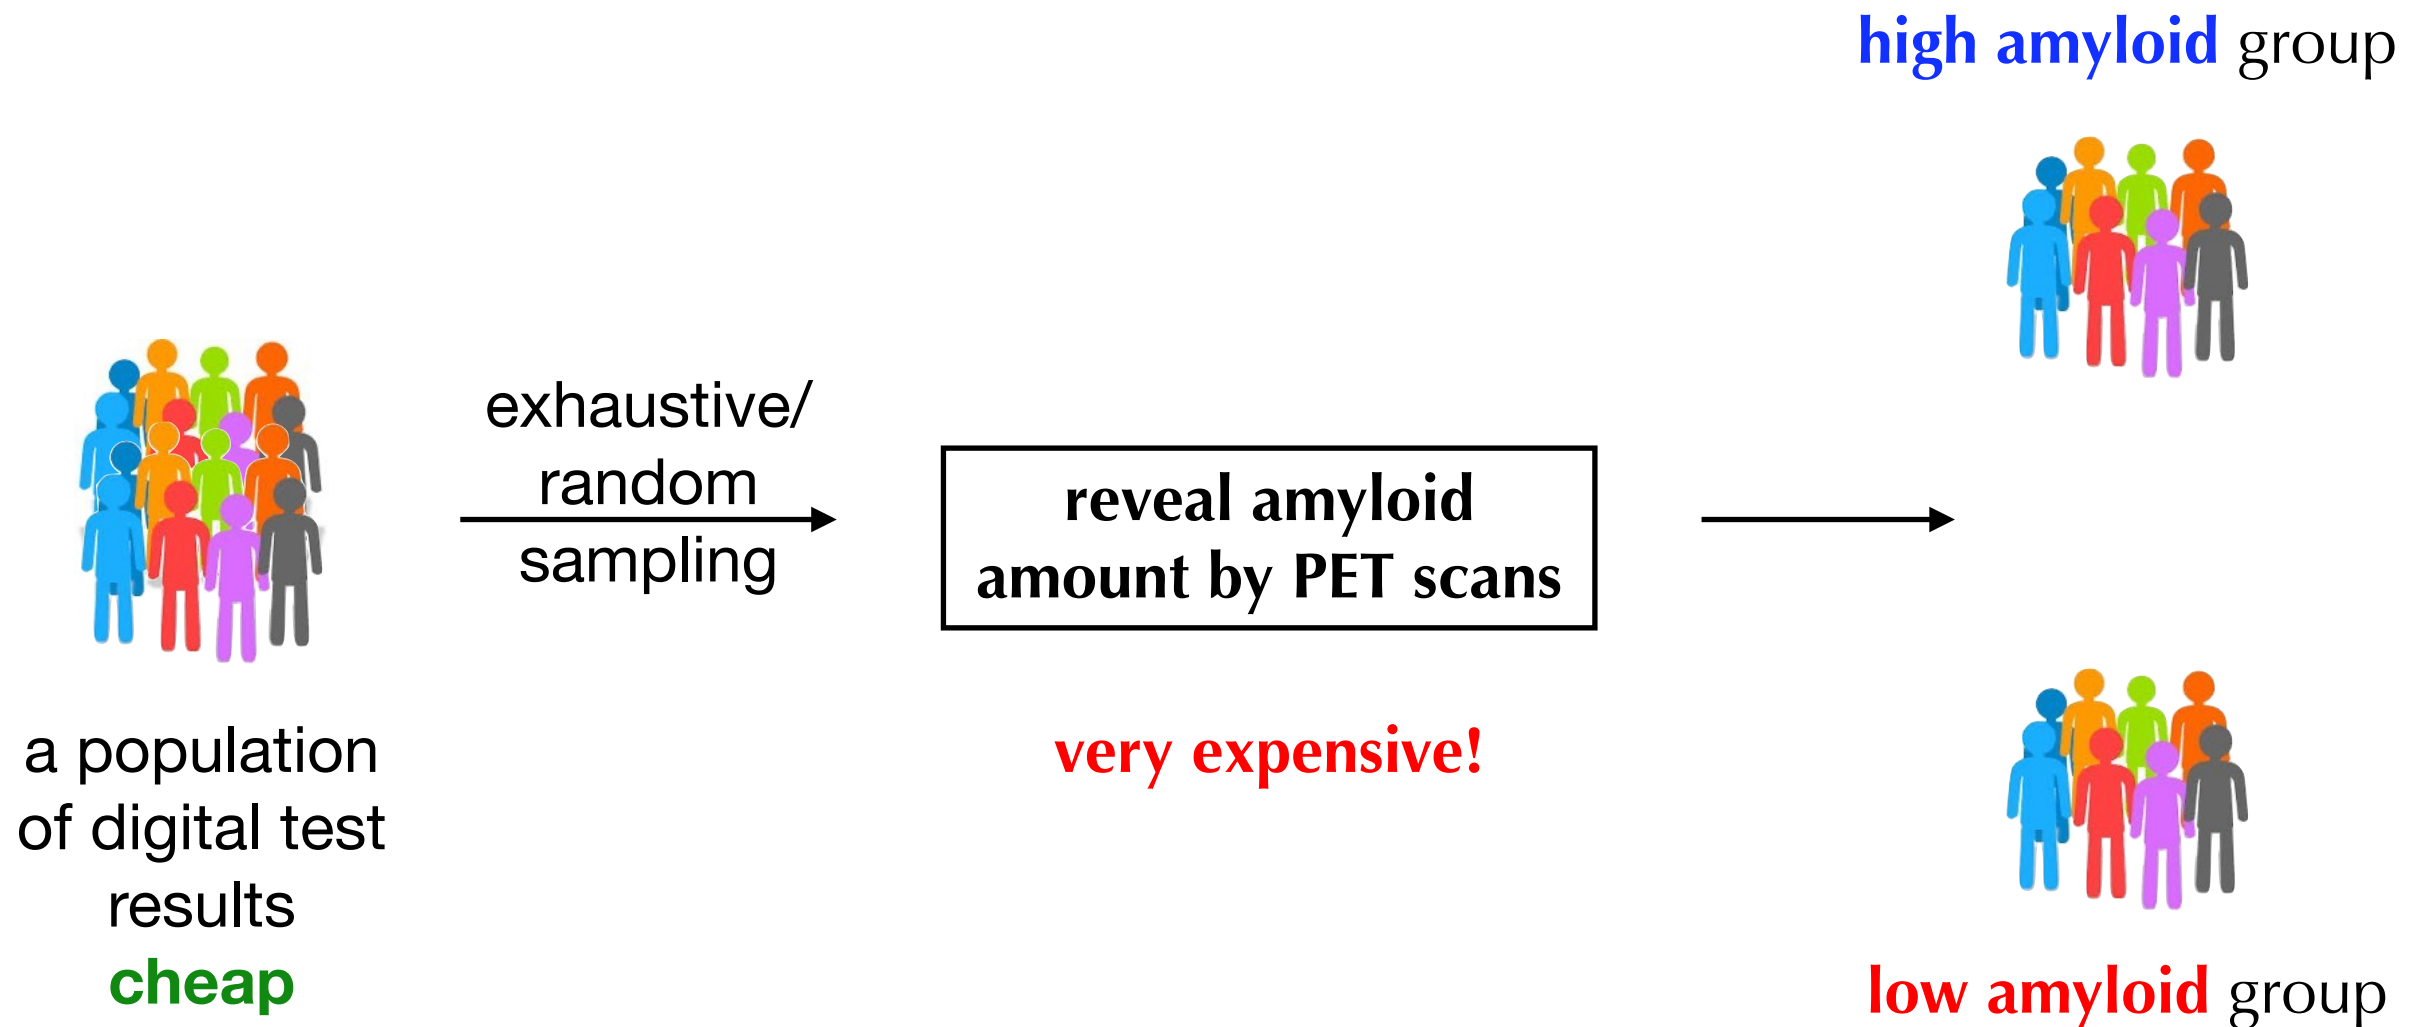 high amyloid group
exhaustive/
random
sampling
reveal amyloid
amount by PET scans
very expensive!
a population
of digital test
results
cheap
low amyloid group